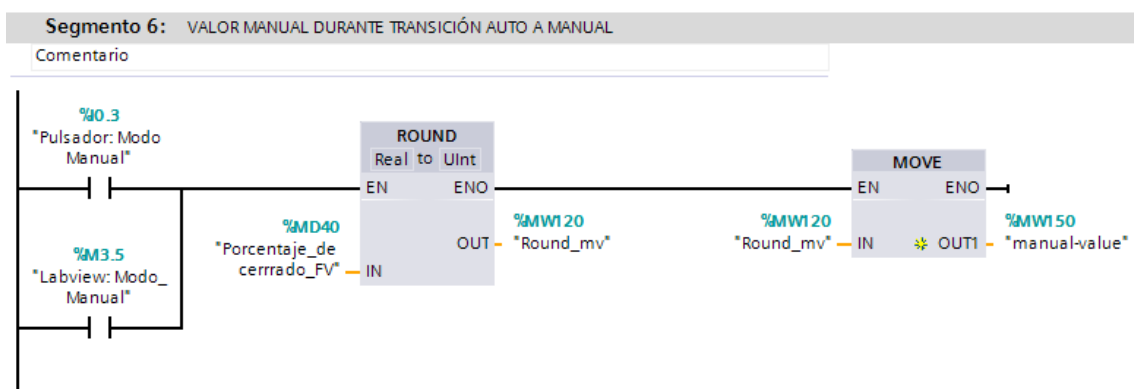 Segmento 6: VALOR MANUAL DURANTE TRANSICIÓN AUTO A MANUAL
Comentario
%I0.3
"Pulsador: Modo
Manual"
%M3.5
"Labview: Modo_
Manual"
ROUND
Real to UInt
EN ENO
%MD40
"Porcentaje_de
cerrrado_FV"
IN
OUT
%MW120
"Round_mv"
MOVE
EN ENO
%MW120
"Round_mv"
IN
OUT1
%MW150
"manual-value"